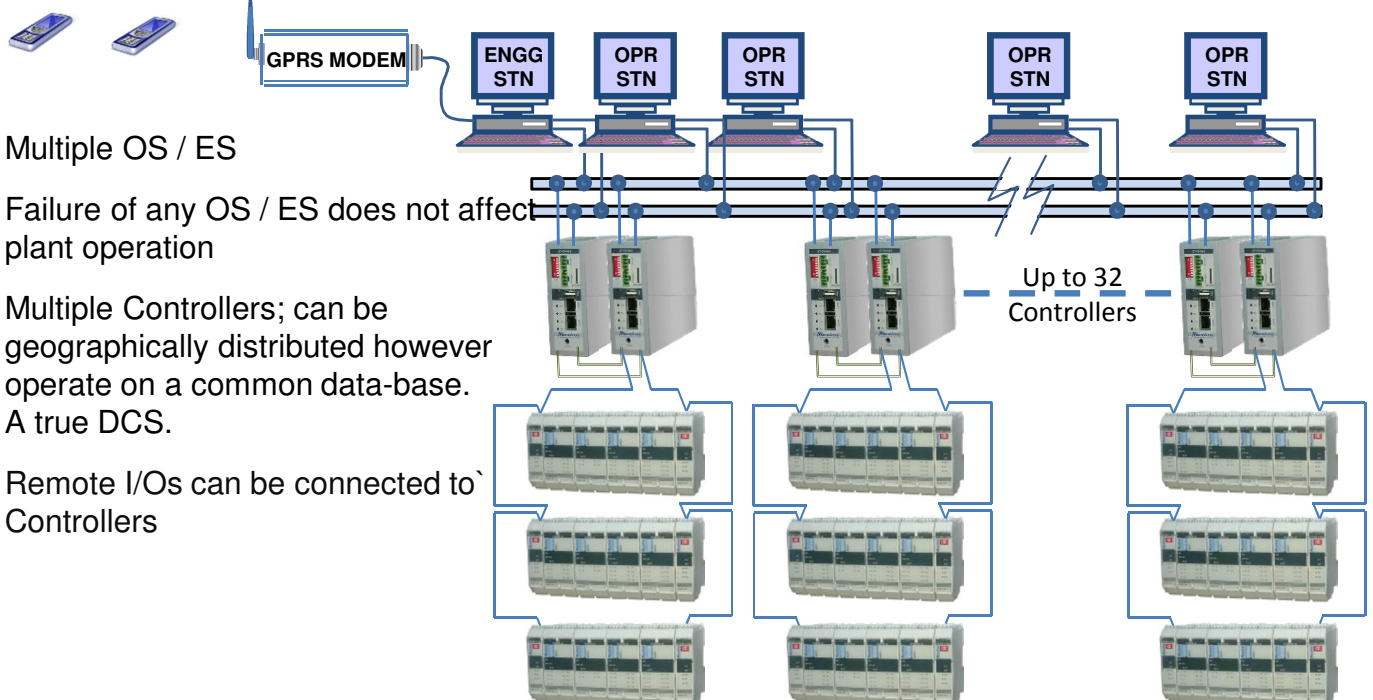 GPRS MODEM
ENGG
STN
OPR
STN
OPR
STN
OPR
STN
OPR
STN
Multiple OS / ES
Failure of any OS / ES does not affect
plant operation
Multiple Controllers; can be
geographically distributed however
operate on a common data-base.
A true DCS.
Remote I/Os can be connected to`
Controllers
Up to 32
Controllers